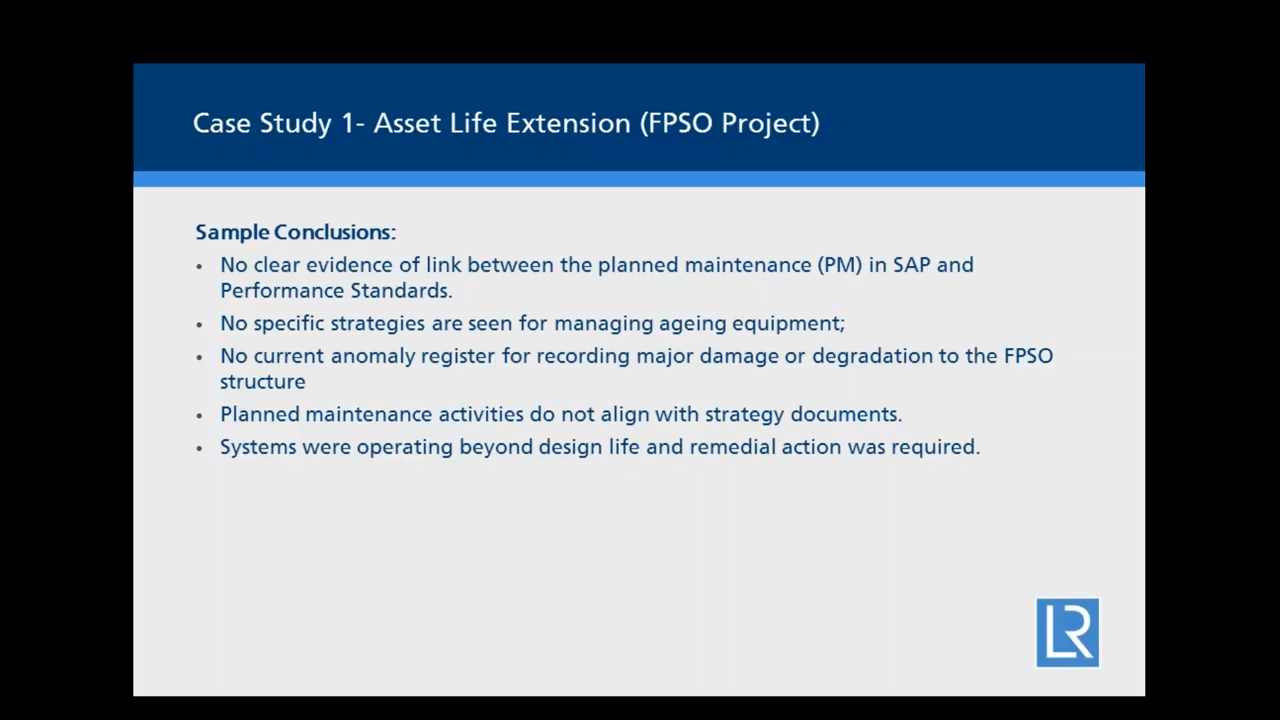 Case Study 1- Asset Life Extension (FPSO Project)
Sample Conclusions:
• No clear evidence of link between the planned maintenance (PM) in SAP and
Performance Standards.
• No specific strategies are seen for managing ageing equipment;
• No current anomaly register for recording major damage or degradation to the FPSO
structure
• Planned maintenance activities do not align with strategy documents.
• Systems were operating beyond design life and remedial action was required.
LR